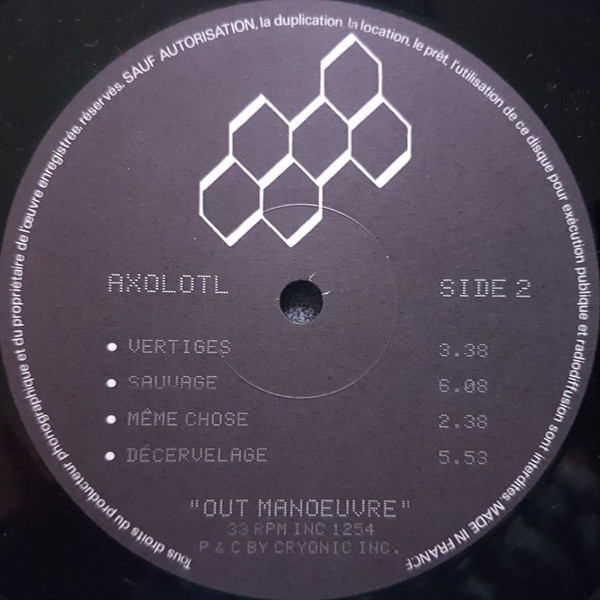 Tous droits du producteur phonographique et du propriétaire de l'œuvre enregistrée, réservés. SAUF AUTORISATION, la duplication, la location, le prêt, l'utilisation de ce disque pour exécution publique et radiodiffusion sont interdites. MADE IN FRANCE
AXOLOTL SIDE 2
• VERTIGES 3.38
• SAUVAGE 6.08
• MÊME CHOSE 2.38
• DÉCERVELAGE 5.53
"OUT MANOEUVRE"
33 RPM INC 1254
P & C BY CRYONIC INC.